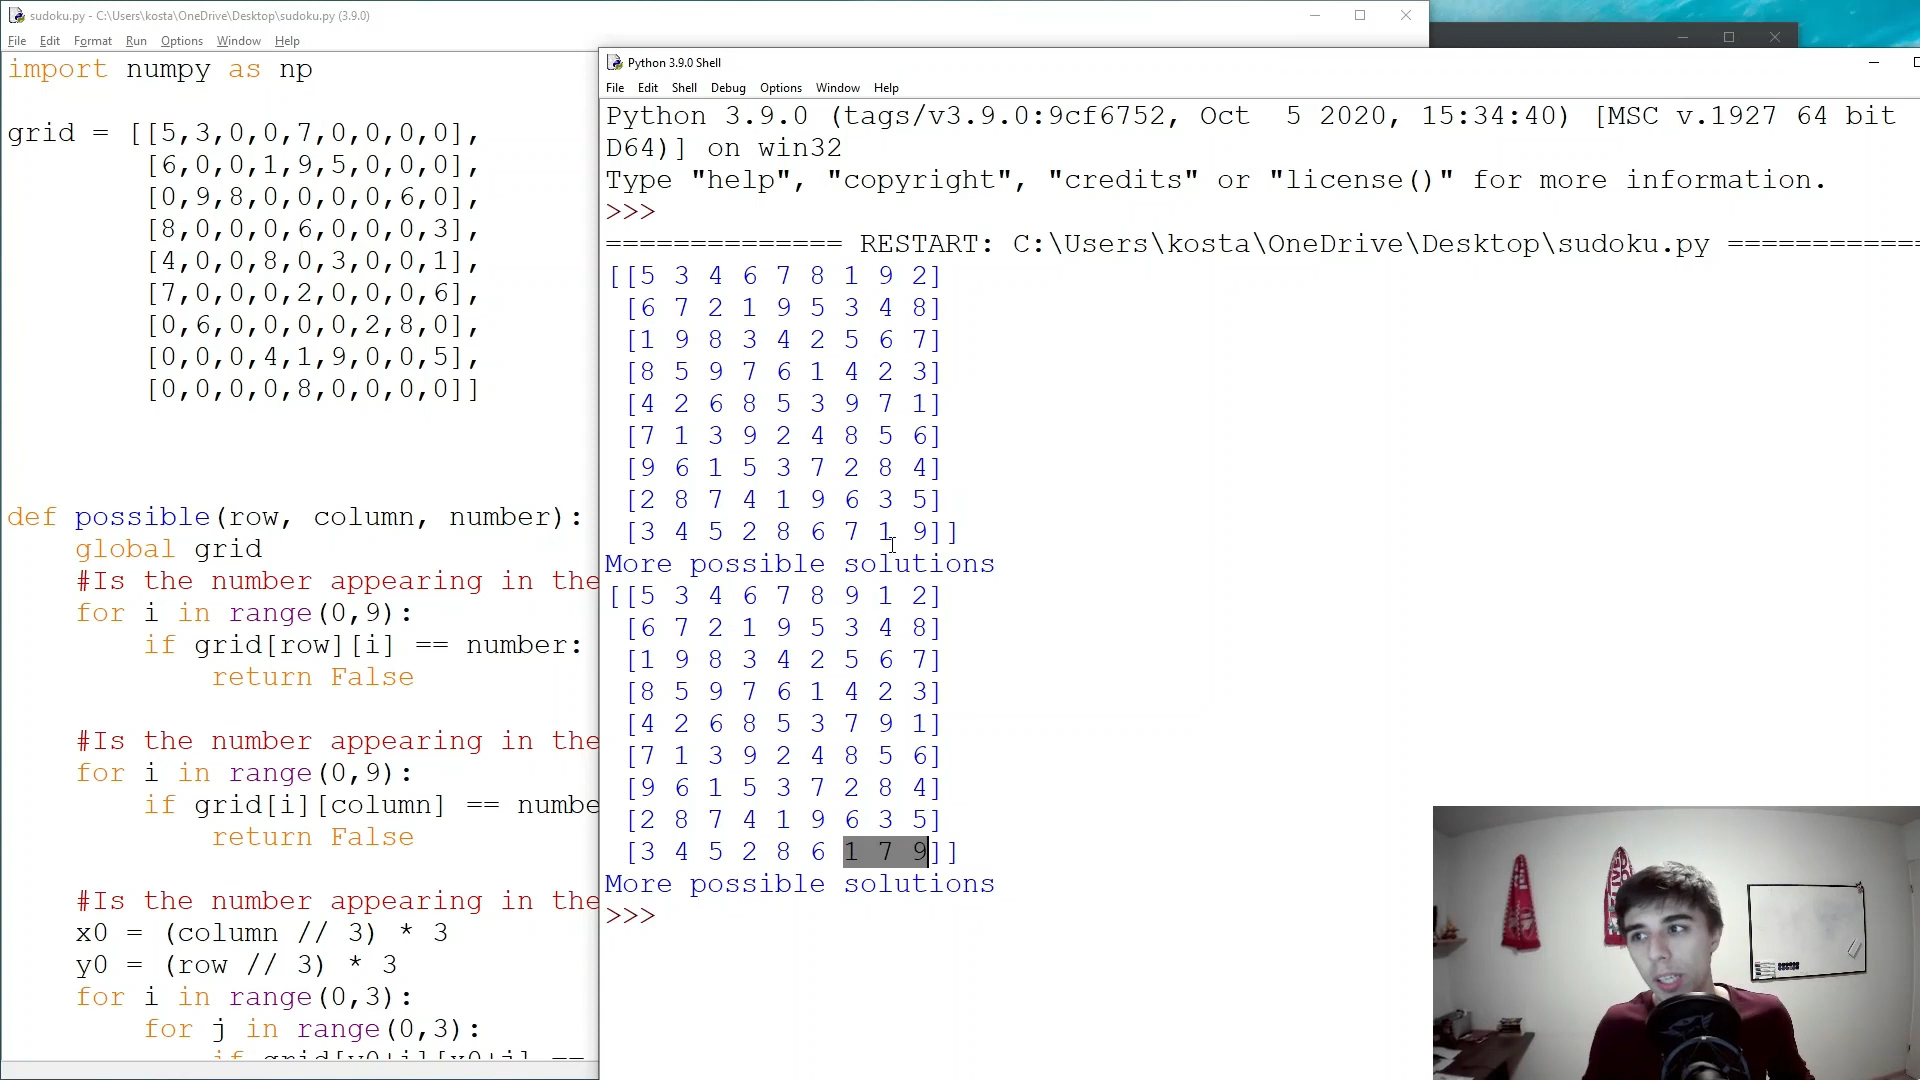 sudoku.py - C:\Users\kosta\OneDrive\Desktop\sudoku.py (3.9.0)
File Edit Format Run Options Window Help
import numpy as np
grid = [[5,3,0,0,7,0,0,0,0],
[6,0,0,1,9,5,0,0,0],
[0,9,8,0,0,0,0,6,0],
[8,0,0,0,6,0,0,0,3],
[4,0,0,8,0,3,0,0,1],
[7,0,0,0,2,0,0,0,6],
[0,6,0,0,0,0,2,8,0],
[0,0,0,4,1,9,0,0,5],
[0,0,0,0,8,0,0,0,0]]
def possible(row, column, number):
global grid
#Is the number appearing in the
for i in range(0,9):
if grid[row][i] == number:
return False
#Is the number appearing in the
for i in range(0,9):
if grid[i][column] == numbe
return False
#Is the number appearing in the
x0 = (column // 3) * 3
y0 = (row // 3) * 3
for i in range(0,3):
for j in range(0,3):
if grid[y0+i][x0+j] ==
Python 3.9.0 Shell
File Edit Shell Debug Options Window Help
Python 3.9.0 (tags/v3.9.0:9cf6752, Oct  5 2020, 15:34:40) [MSC v.1927 64 bit
D64)] on win32
Type "help", "copyright", "credits" or "license()" for more information.
>>>
============== RESTART: C:\Users\kosta\OneDrive\Desktop\sudoku.py ============
[[5 3 4 6 7 8 1 9 2]
[6 7 2 1 9 5 3 4 8]
[1 9 8 3 4 2 5 6 7]
[8 5 9 7 6 1 4 2 3]
[4 2 6 8 5 3 9 7 1]
[7 1 3 9 2 4 8 5 6]
[9 6 1 5 3 7 2 8 4]
[2 8 7 4 1 9 6 3 5]
[3 4 5 2 8 6 7 1 9]]
More possible solutions
[[5 3 4 6 7 8 9 1 2]
[6 7 2 1 9 5 3 4 8]
[1 9 8 3 4 2 5 6 7]
[8 5 9 7 6 1 4 2 3]
[4 2 6 8 5 3 7 9 1]
[7 1 3 9 2 4 8 5 6]
[9 6 1 5 3 7 2 8 4]
[2 8 7 4 1 9 6 3 5]
[3 4 5 2 8 6 1 7 9]]
More possible solutions
>>>